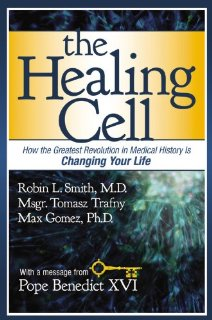 the
Healing
Cell
How the Greatest Revolution in Medical History is
Changing Your Life
Robin L. Smith, M.D.
Msgr. Tomasz Trafny
Max Gomez, Ph.D.
With a message from
Pope Benedict XVI